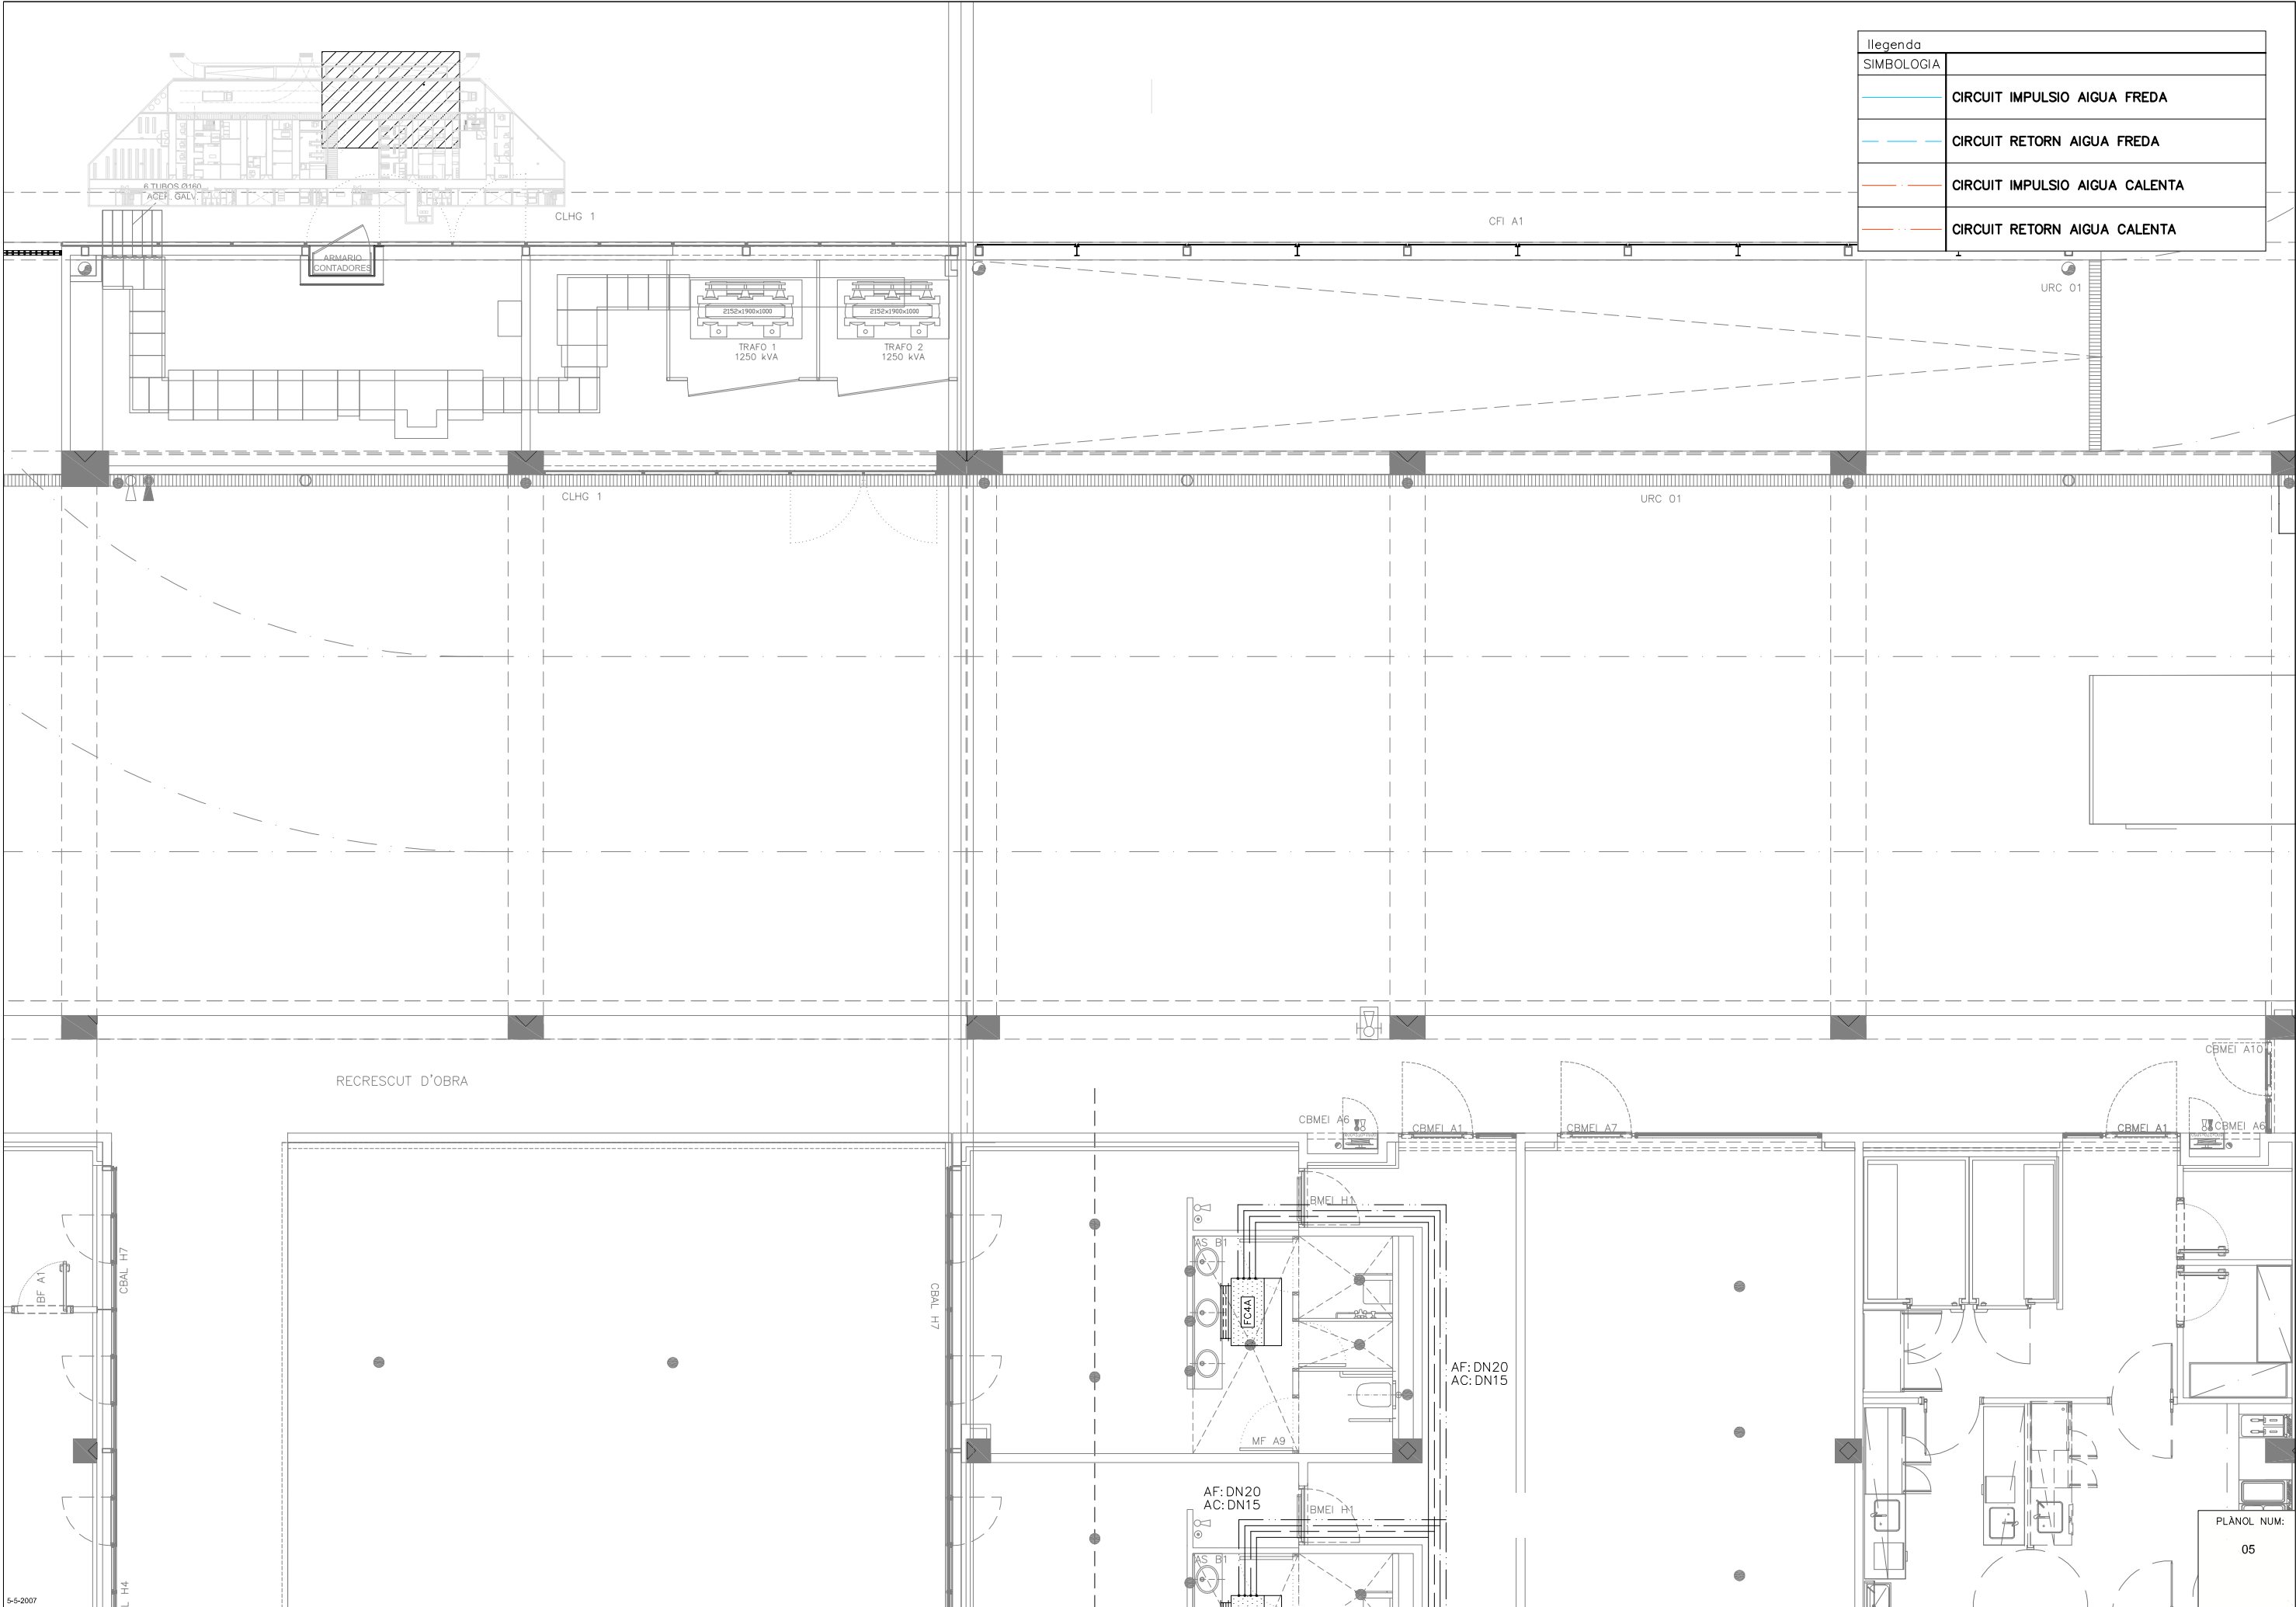 llegenda
SIMBOLOGIA
CIRCUIT IMPULSIO AIGUA FREDA
CIRCUIT RETORN AIGUA FREDA
CIRCUIT IMPULSIO AIGUA CALENTA
CIRCUIT RETORN AIGUA CALENTA
6 TUBOS Ø160
ACER. GALV.
CLHG 1
CFI A1
ARMARIO
CONTADORES
URC 01
2152x1900x1000
2152x1900x1000
TRAFO 1
1250 kVA
TRAFO 2
1250 kVA
CLHG 1
URC 01
RECRESCUT D'OBRA
CBMEI A10
CBMEI A6
CBMEI A1
CBMEI A7
CBMEI A1
CBMEI A6
BMEI H1
AS B1
BF A1
CBAL H7
CBAL H7
FC4A
AF: DN20
AC: DN15
MF A9
AF: DN20
AC: DN15
BMEI H1
AS B1
L H4
PLÀNOL NUM:
05
5-5-2007